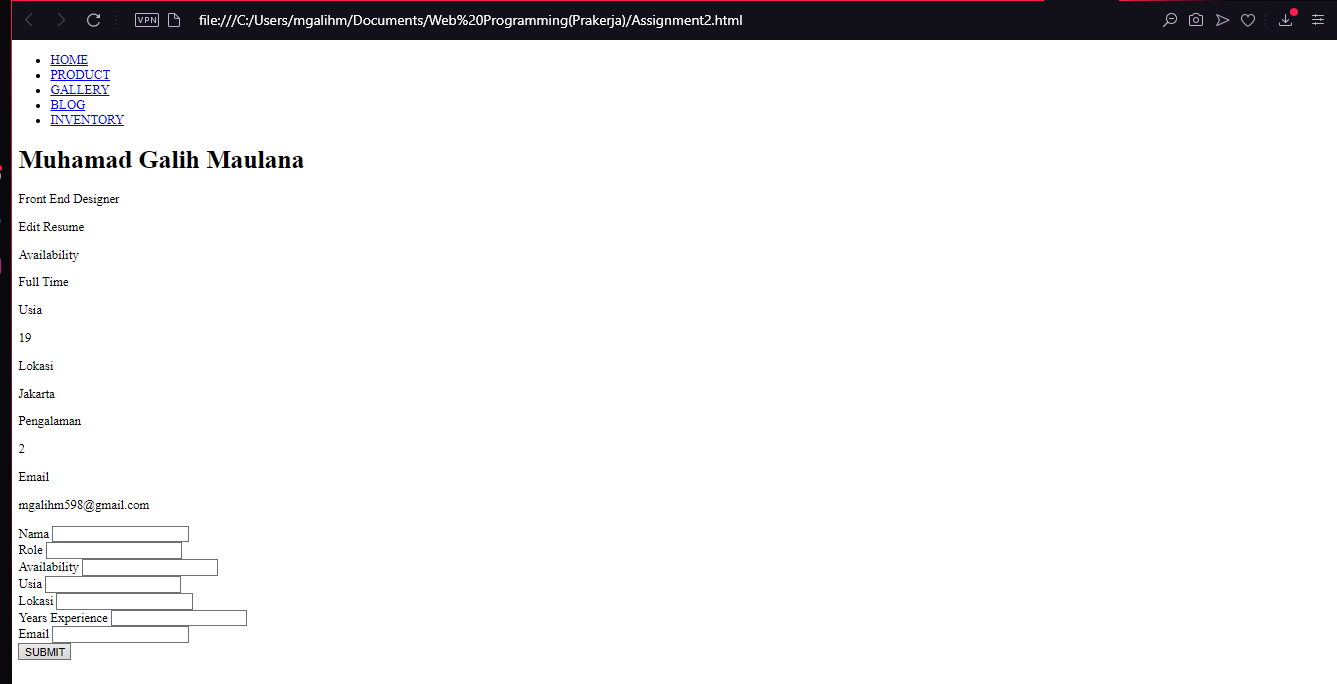 VPN file:///C:/Users/mgalihm/Documents/Web%20Programming(Prakerja)/Assignment2.html
HOME
PRODUCT
GALLERY
BLOG
INVENTORY
Muhamad Galih Maulana
Front End Designer
Edit Resume
Availability
Full Time
Usia
19
Lokasi
Jakarta
Pengalaman
2
Email
mgalihm598@gmail.com
Nama
Role
Availability
Usia
Lokasi
Years Experience
Email
SUBMIT